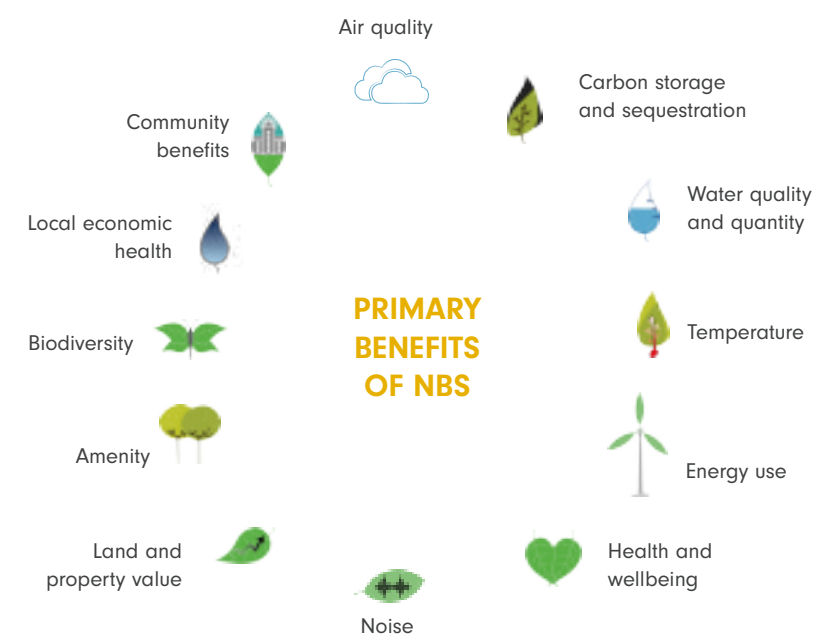 Air quality
Carbon storage
and sequestration
Water quality
and quantity
Temperature
Energy use
Health and
wellbeing
Noise
Land and
property value
Amenity
Biodiversity
Local economic
health
Community
benefits
PRIMARY
BENEFITS
OF NBS